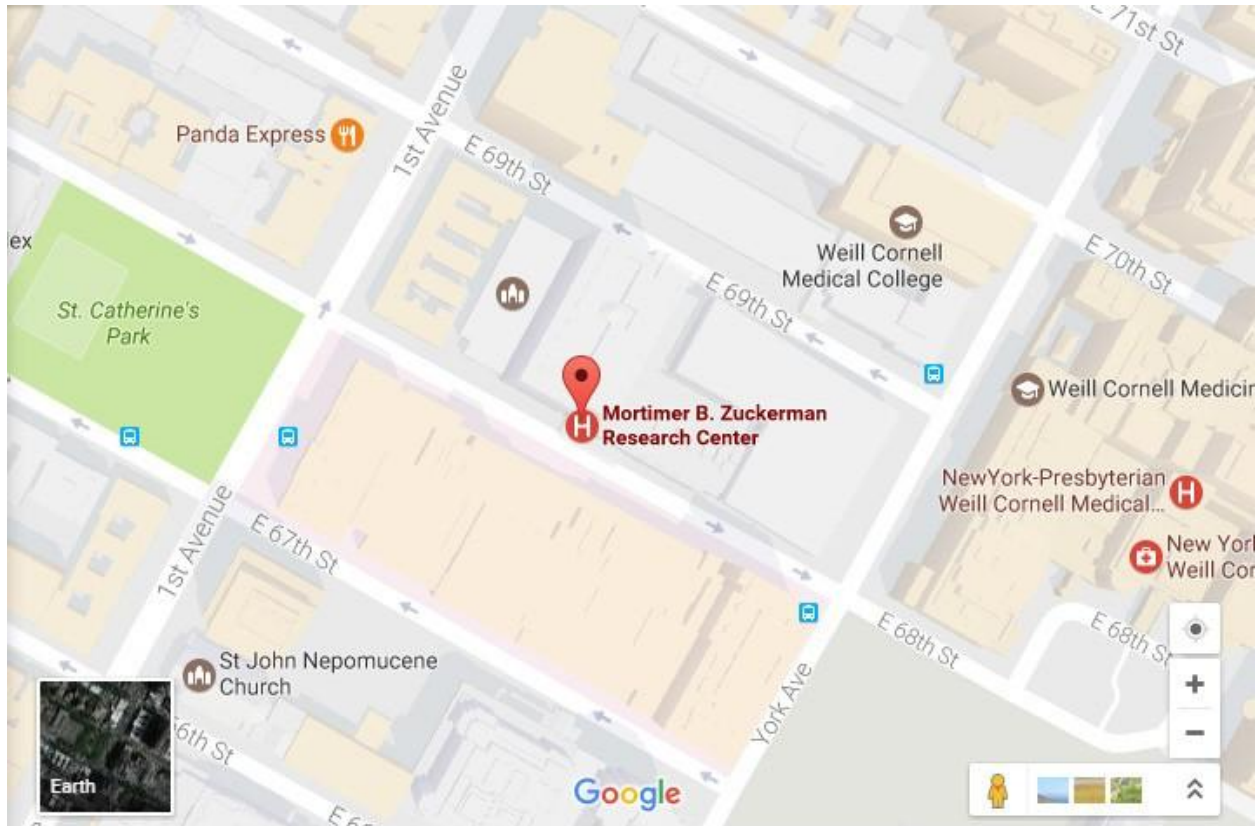 E 71st St
Panda Express
1st Avenue
E 69th St
ex
Weill Cornell
Medical College
E 70th St
St. Catherine's
Park
E 69th St
Weill Cornell Medicin
H
Mortimer B. Zuckerman
Research Center
NewYork-Presbyterian
Weill Cornell Medical...
H
1st Avenue
E 67th St
New Yor
Weill Cor
E 68th St
E 68th St
St John Nepomucene
Church
York Ave
66th St
Earth
Google